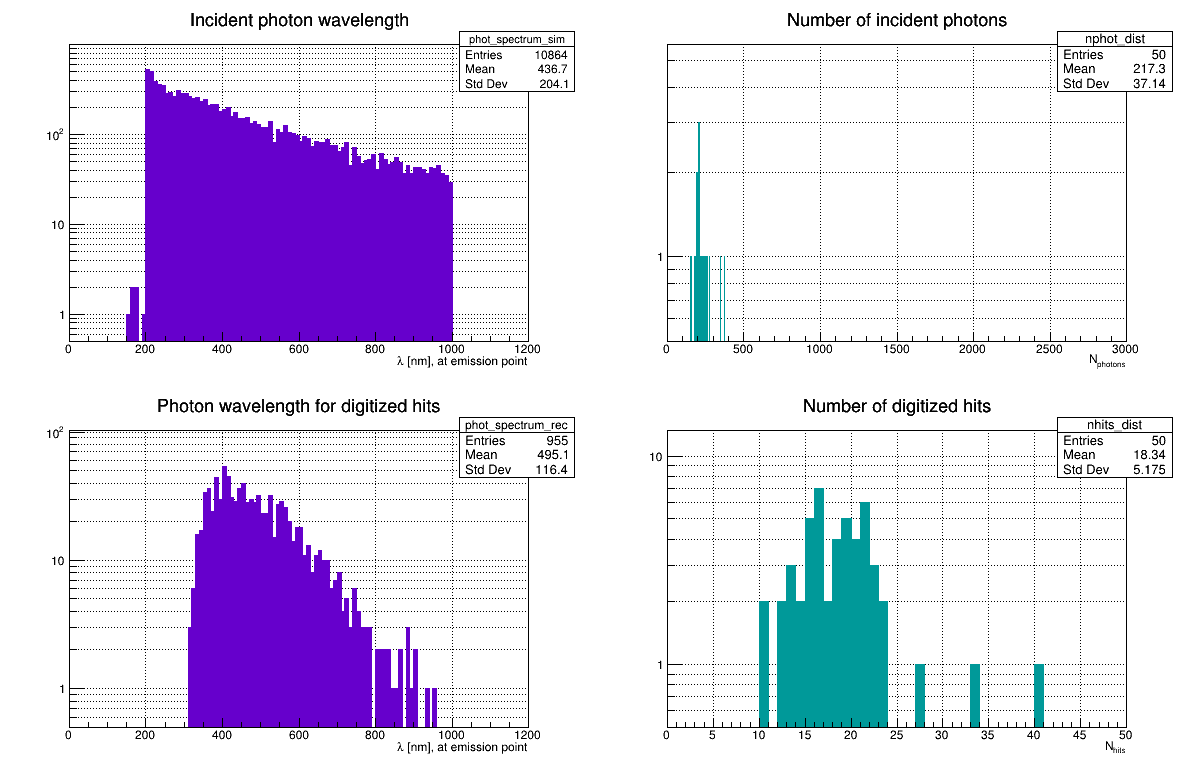 Incident photon wavelength
phot_spectrum_sim
Entries 10864
Mean 436.7
Std Dev 204.1
10²
10
1
0 200 400 600 800 1000 1200
λ [nm], at emission point
Number of incident photons
nphot_dist
Entries 50
Mean 217.3
Std Dev 37.14
1
0 500 1000 1500 2000 2500 3000
Nphotons
Photon wavelength for digitized hits
phot_spectrum_rec
Entries 955
Mean 495.1
Std Dev 116.4
10²
10
1
0 200 400 600 800 1000 1200
λ [nm], at emission point
Number of digitized hits
nhits_dist
Entries 50
Mean 18.34
Std Dev 5.175
10
1
0 5 10 15 20 25 30 35 40 45 50
Nhits